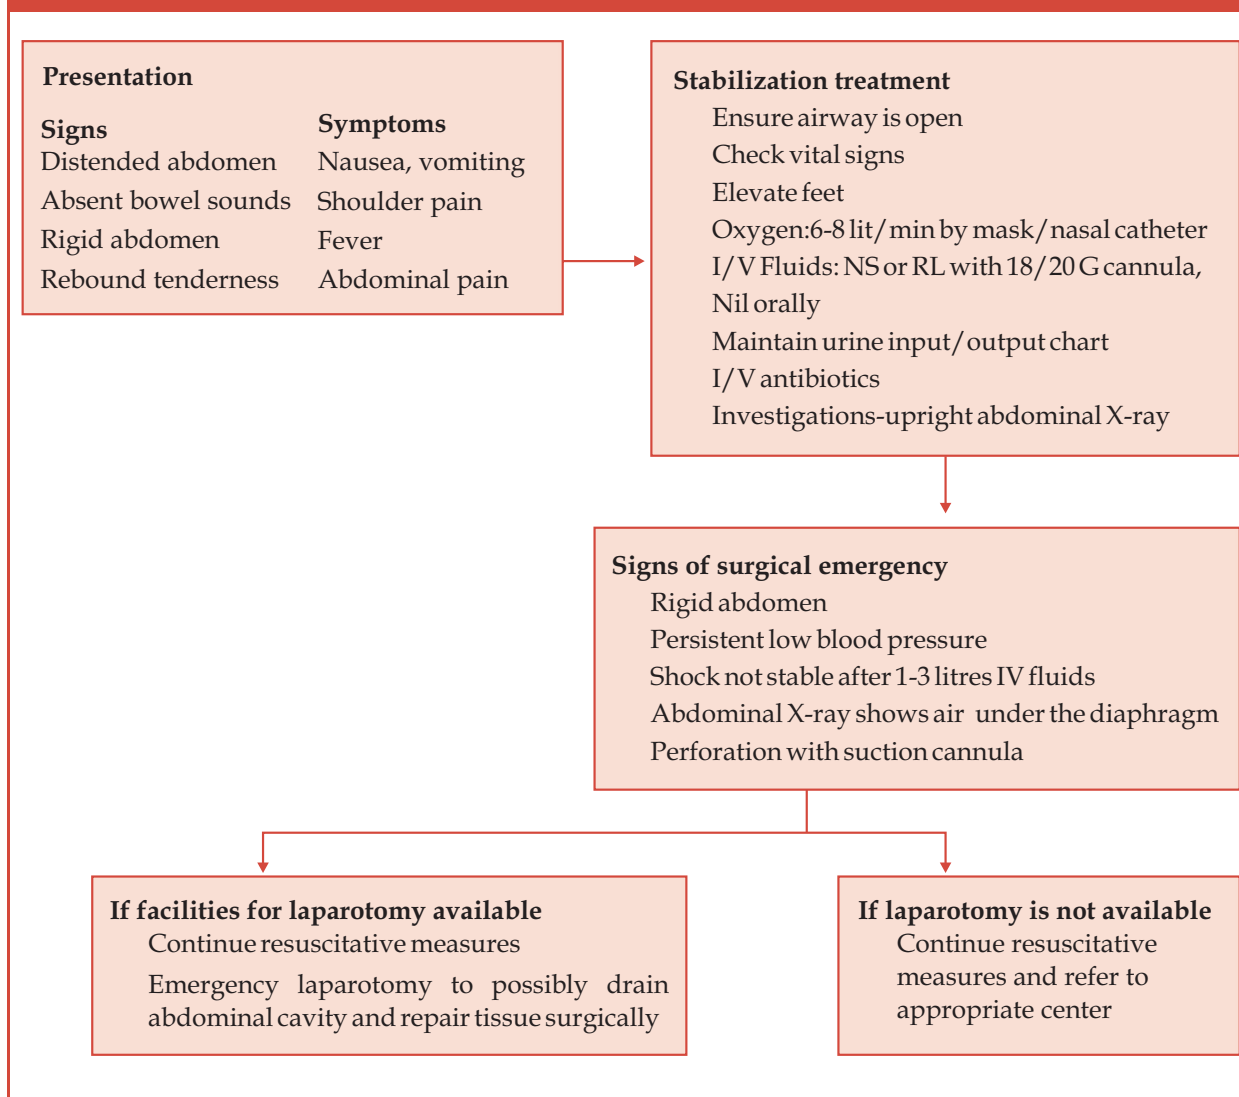 Presentation
Signs
Distended abdomen
Absent bowel sounds
Rigid abdomen
Rebound tenderness
Symptoms
Nausea, vomiting
Shoulder pain
Fever
Abdominal pain
Stabilization treatment
Ensure airway is open
Check vital signs
Elevate feet
Oxygen:6-8 lit/min by mask/nasal catheter
I/V Fluids: NS or RL with 18/20 G cannula,
Nil orally
Maintain urine input/output chart
I/V antibiotics
Investigations-upright abdominal X-ray
Signs of surgical emergency
Rigid abdomen
Persistent low blood pressure
Shock not stable after 1-3 litres IV fluids
Abdominal X-ray shows air under the diaphragm
Perforation with suction cannula
If facilities for laparotomy available
Continue resuscitative measures
Emergency laparotomy to possibly drain
abdominal cavity and repair tissue surgically
If laparotomy is not available
Continue resuscitative
measures and refer to
appropriate center